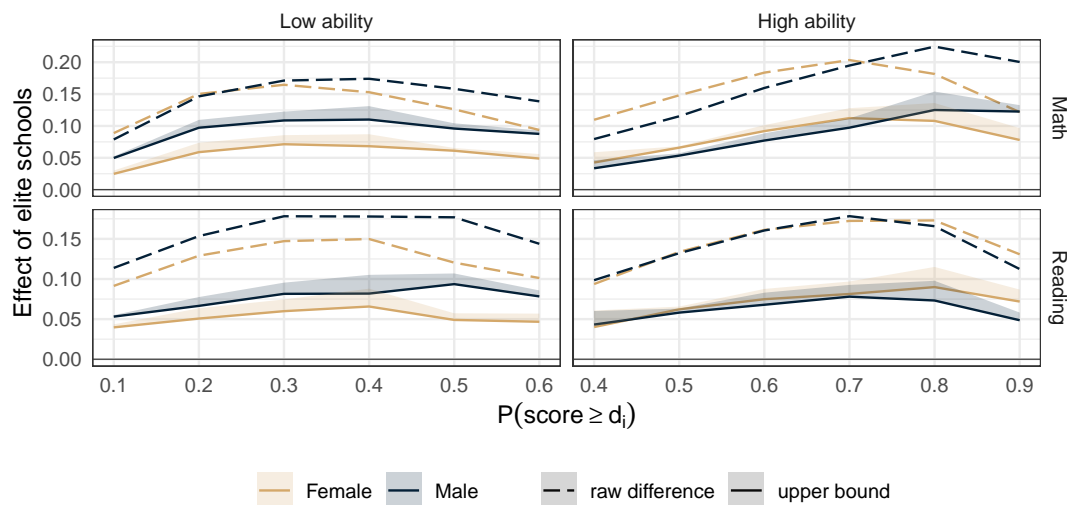 Low ability
High ability
0.20
0.15
0.10
0.05
0.00
Math
0.15
0.10
0.05
0.00
Reading
Effect of elite schools
0.1 0.2 0.3 0.4 0.5 0.6
0.4 0.5 0.6 0.7 0.8 0.9
P(score ≥ dᵢ)
Female Male raw difference upper bound